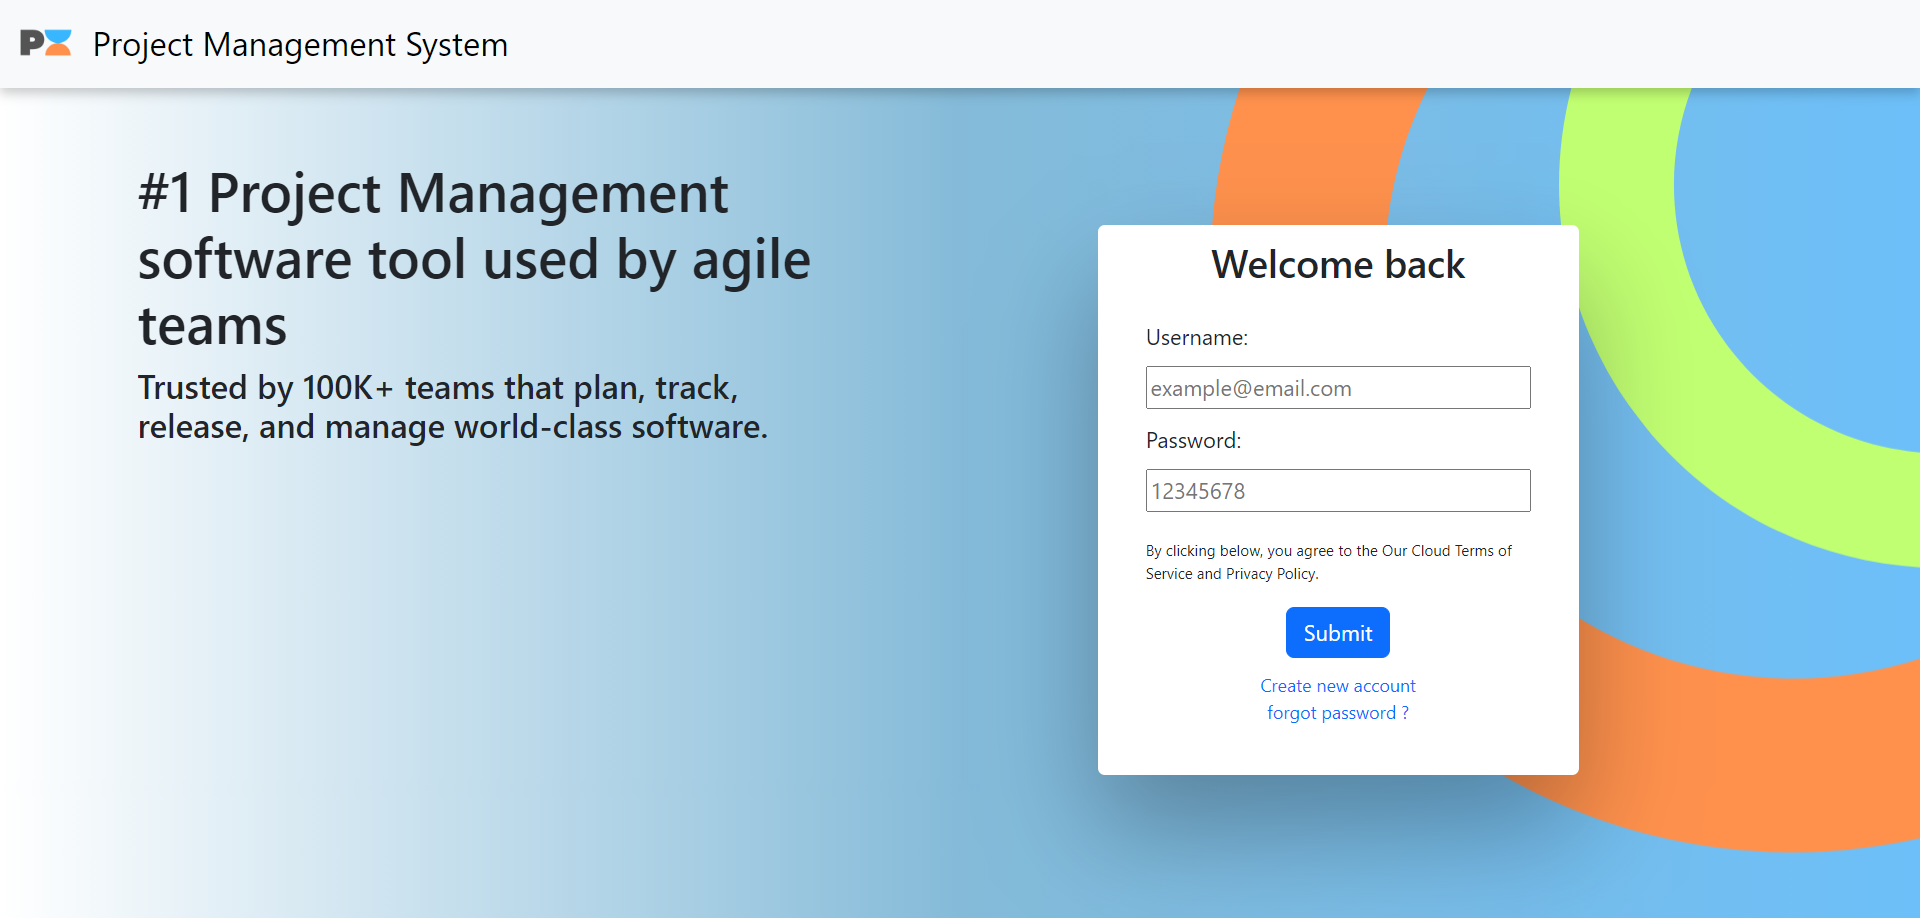 PX Project Management System
#1 Project Management
software tool used by agile
teams
Trusted by 100K+ teams that plan, track,
release, and manage world-class software.
Welcome back
Username:
example@email.com
Password:
12345678
By clicking below, you agree to the Our Cloud Terms of
Service and Privacy Policy.
Submit
Create new account
forgot password ?